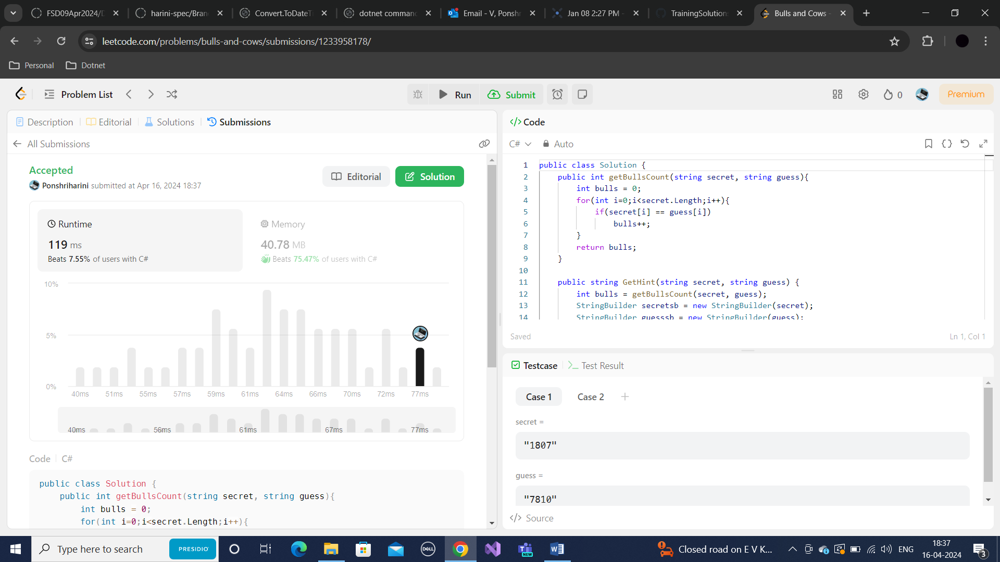 FSD09Apr2024/D
harini-spec/Bran
Convert.ToDateTi
dotnet comman
Email - V, Ponshr
Jan 08 2:27 PM -
TrainingSolution
Bulls and Cows -
leetcode.com/problems/bulls-and-cows/submissions/1233958178/
Personal
Dotnet
Problem List
Run
Submit
0
Premium
Description
Editorial
Solutions
Submissions
All Submissions
Accepted
Ponshriharini submitted at Apr 16, 2024 18:37
Editorial
Solution
Runtime
119 ms
Beats 7.55% of users with C#
Memory
40.78 MB
Beats 75.47% of users with C#
10%
5%
0%
40ms 51ms 55ms 57ms 59ms 61ms 64ms 66ms 70ms 72ms 77ms
40ms 56ms 61ms 67ms 77ms
Code
C#
public class Solution {
public int getBullsCount(string secret, string guess){
int bulls = 0;
for(int i=0;i<secret.Length;i++){
Code
C#
Auto
1 public class Solution {
2 public int getBullsCount(string secret, string guess){
3 int bulls = 0;
4 for(int i=0;i<secret.Length;i++){
5 if(secret[i] == guess[i])
6 bulls++;
7 }
8 return bulls;
9 }
10
11 public string GetHint(string secret, string guess) {
12 int bulls = getBullsCount(secret, guess);
13 StringBuilder secretsb = new StringBuilder(secret);
14 StringBuilder guesssb = new StringBuilder(guess);
Saved
Ln 1, Col 1
Testcase
Test Result
Case 1
Case 2
secret =
"1807"
guess =
"7810"
Source
Type here to search
PRESIDIO
DELL
NEW
Closed road on E V K...
ENG
18:37
16-04-2024
3